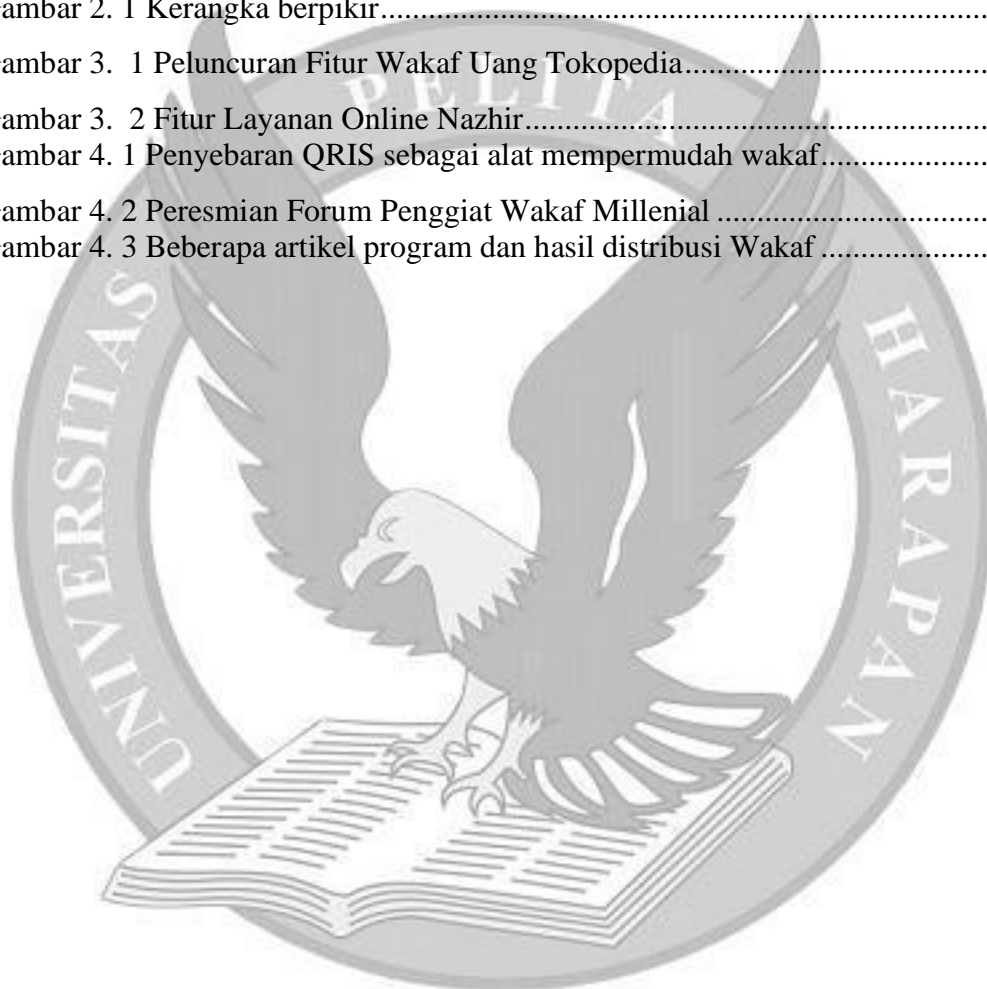 ambar 2. 1 Kerangka berpikir.......................................................................................
ambar 3.  1 Peluncuran Fitur Wakaf Uang Tokopedia.......................................
ambar 3.  2 Fitur Layanan Online Nazhir...........................................................
ambar 4. 1 Penyebaran QRIS sebagai alat mempermudah wakaf.....................
ambar 4. 2 Peresmian Forum Penggiat Wakaf Millenial ..................................
ambar 4. 3 Beberapa artikel program dan hasil distribusi Wakaf .....................
UNIVERSITAS PELITA HARAPAN